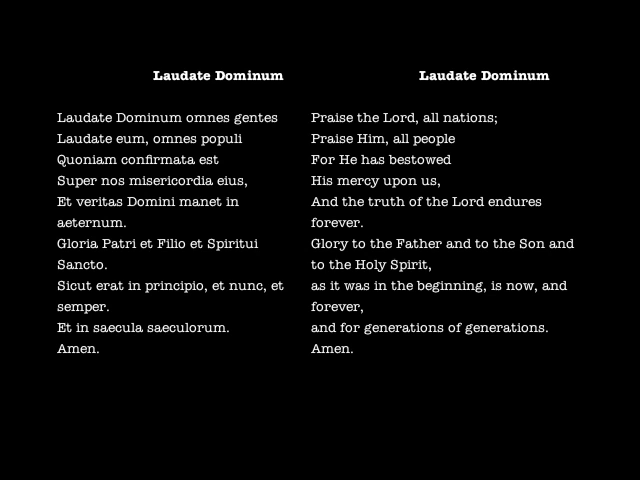 Laudate Dominum
Laudate Dominum omnes gentes
Laudate eum, omnes populi
Quoniam confirmata est
Super nos misericordia eius,
Et veritas Domini manet in
aeternum.
Gloria Patri et Filio et Spiritui
Sancto.
Sicut erat in principio, et nunc, et
semper.
Et in saecula saeculorum.
Amen.
Laudate Dominum
Praise the Lord, all nations;
Praise Him, all people
For He has bestowed
His mercy upon us,
And the truth of the Lord endures
forever.
Glory to the Father and to the Son and
to the Holy Spirit,
as it was in the beginning, is now, and
forever,
and for generations of generations.
Amen.